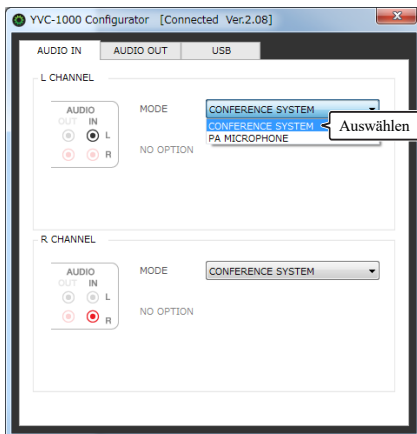 YVC-1000 Configurator [Connected Ver.2.08]
AUDIO IN AUDIO OUT USB
L CHANNEL
AUDIO
OUT IN
L
R
MODE
CONFERENCE SYSTEM
CONFERENCE SYSTEM
PA MICROPHONE
Auswählen
NO OPTION
R CHANNEL
AUDIO
OUT IN
L
R
MODE
CONFERENCE SYSTEM
NO OPTION